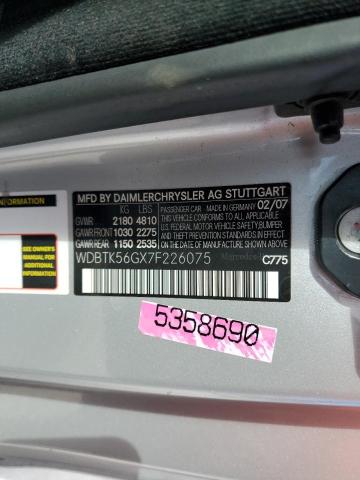 MFD BY DAIMLERCHRYSLER AG STUTTGART
KG LBS
GVWR: 2180 4810
GAWR FRONT 1030 2275
GAWR REAR 1150 2535
PASSENGER CAR MADE IN GERMANY 02/07
THIS VEHICLE CONFORMS TO ALL APPLICABLE
U.S. FEDERAL MOTOR VEHICLE SAFETY,
BUMPER, AND THEFT
PREVENTION STANDARDS IN EFFECT ON THE
DATE OF MANUFACTURE SHOWN ABOVE
WDBTK56GX7F226075
Mercedes-Benz
C775
SEE OWNER'S
MANUAL FOR
ADDITIONAL
5358690